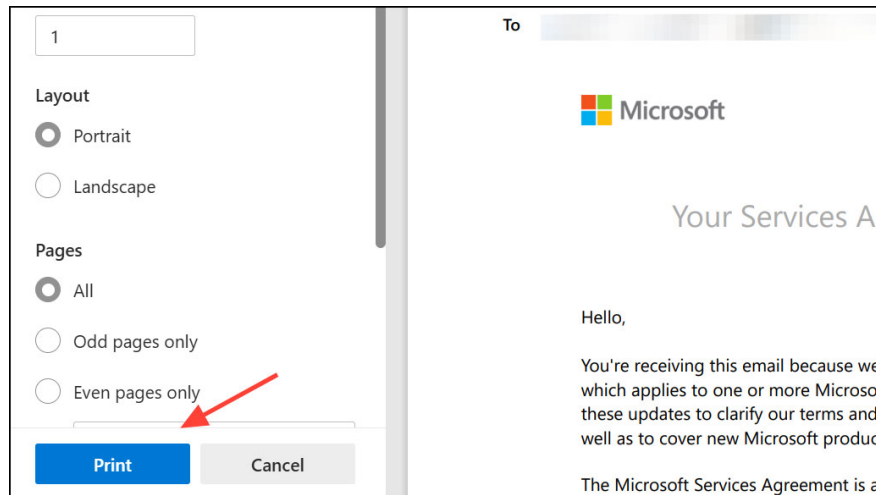 1
Layout
Portrait
Landscape
Pages
All
Odd pages only
Even pages only
Print Cancel
To
Microsoft
Your Services A
Hello,
You're receiving this email because we
which applies to one or more Microso
these updates to clarify our terms and
well as to cover new Microsoft produc
The Microsoft Services Agreement is a